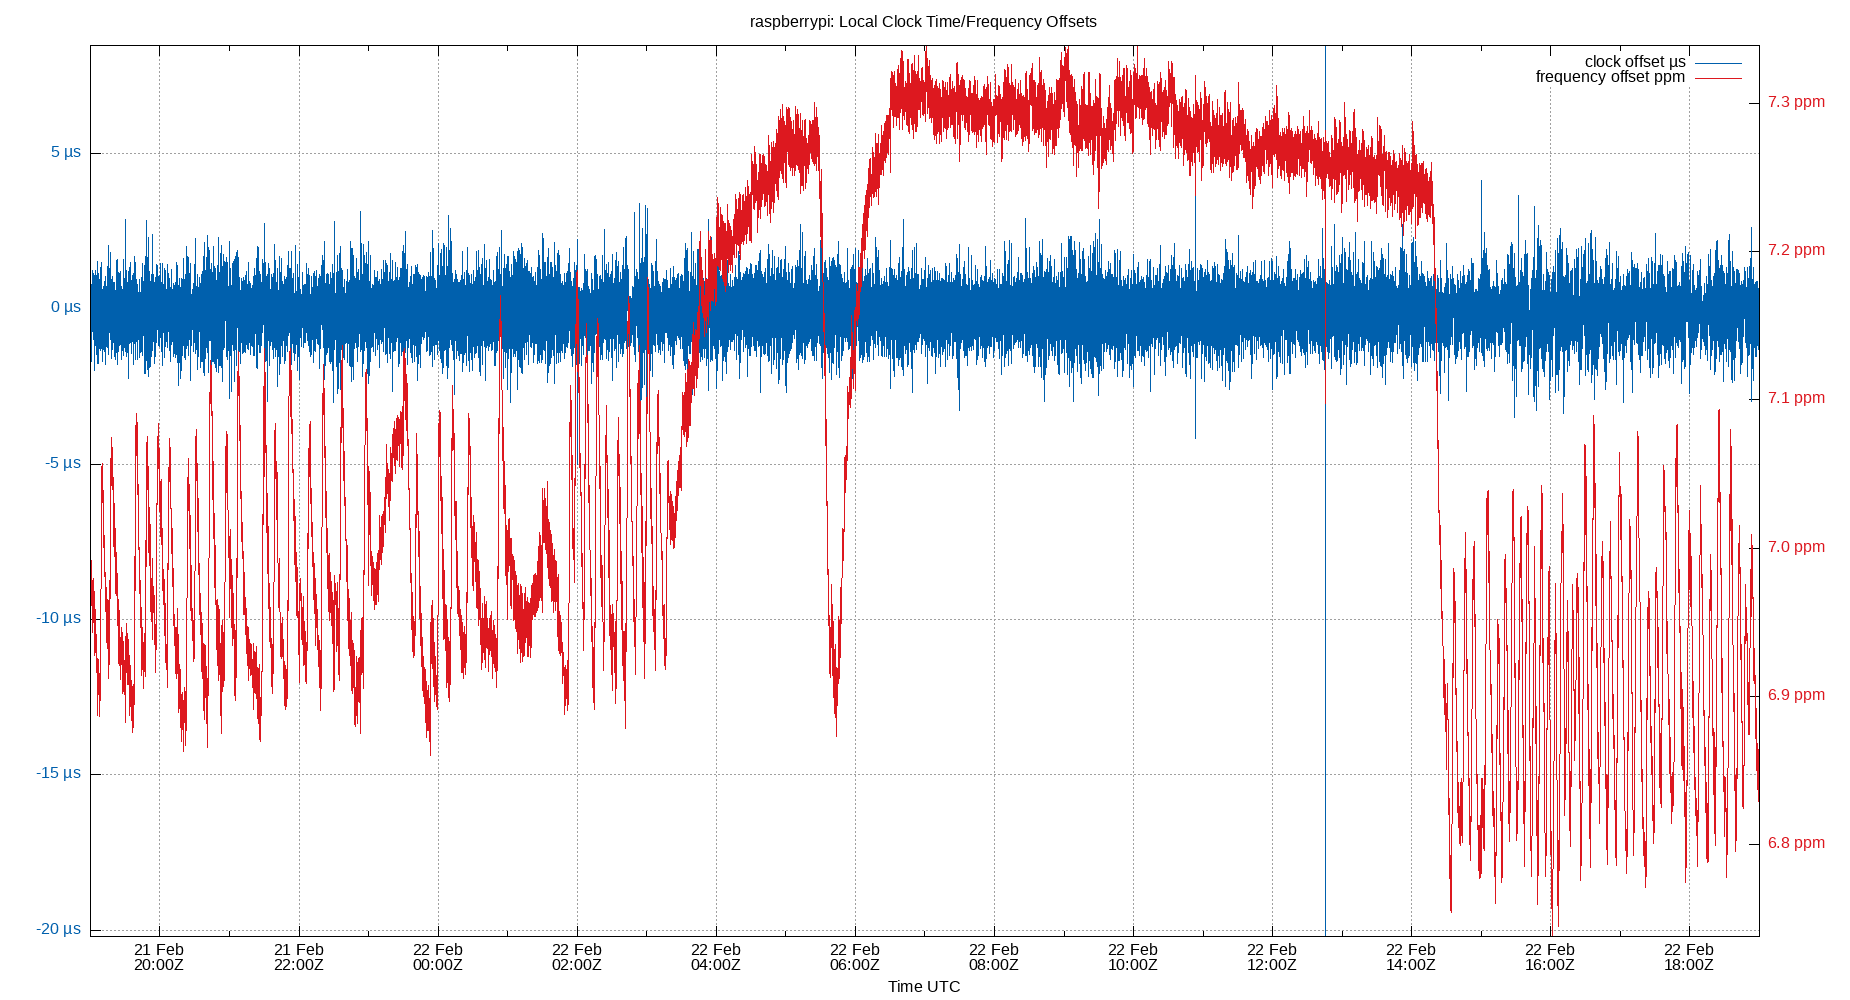 raspberrypi: Local Clock Time/Frequency Offsets
clock offset µs
frequency offset ppm
5 µs
0 µs
-5 µs
-10 µs
-15 µs
-20 µs
7.3 ppm
7.2 ppm
7.1 ppm
7.0 ppm
6.9 ppm
6.8 ppm
21 Feb
20:00Z
21 Feb
22:00Z
22 Feb
00:00Z
22 Feb
02:00Z
22 Feb
04:00Z
22 Feb
06:00Z
22 Feb
08:00Z
22 Feb
10:00Z
22 Feb
12:00Z
22 Feb
14:00Z
22 Feb
16:00Z
22 Feb
18:00Z
Time UTC